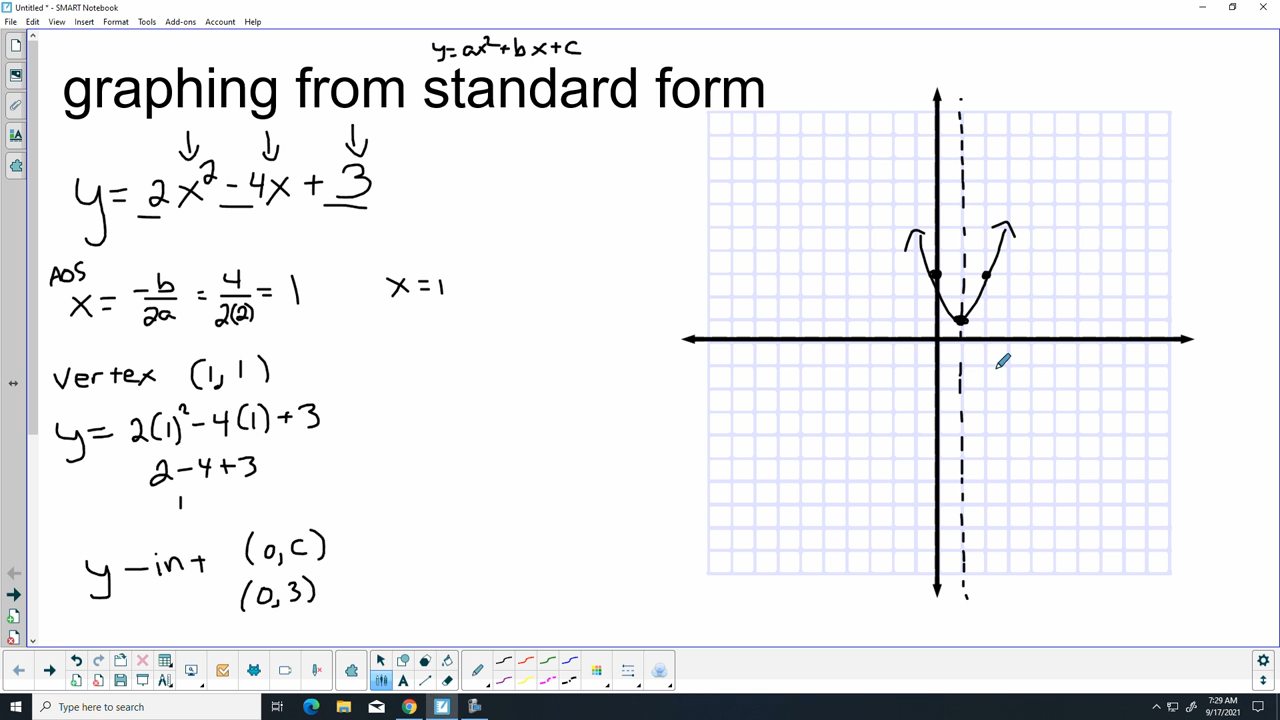 Untitled * - SMART Notebook
File Edit View Insert Format Tools Add-ons Account Help
y=ax²+bx+c
graphing from standard form
y= 2x² -4x + 3
AOS
x= -b/2a = 4/2(2) = 1
x=1
vertex (1, 1)
y= 2(1)² -4(1)+3
2-4+3
1
y-int (0,c)
(0,3)
Type here to search
7:29 AM
9/17/2021